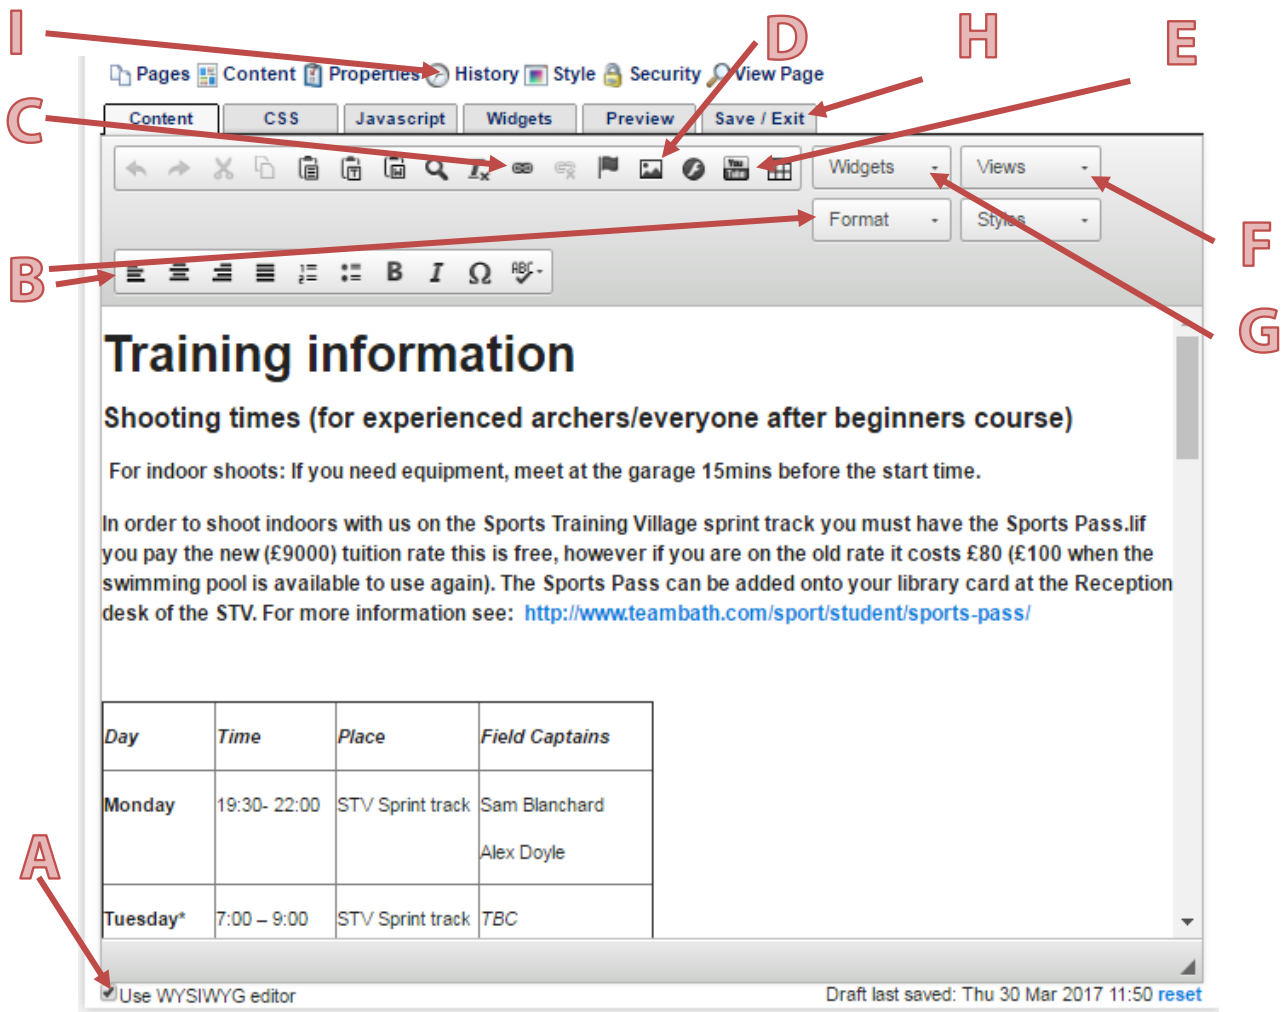 I
D
H
E
Pages Content Properties History Style Security View Page
C
Content CSS Javascript Widgets Preview Save / Exit
You Tube
Widgets Views
Format Styles
F
B
B I Ω ABC
G
Training information
Shooting times (for experienced archers/everyone after beginners course)
For indoor shoots: If you need equipment, meet at the garage 15mins before the start time.
In order to shoot indoors with us on the Sports Training Village sprint track you must have the Sports Pass.Iif
you pay the new (£9000) tuition rate this is free, however if you are on the old rate it costs £80 (£100 when the
swimming pool is available to use again). The Sports Pass can be added onto your library card at the Reception
desk of the STV. For more information see: http://www.teambath.com/sport/student/sports-pass/
Day Time Place Field Captains
Monday 19:30- 22:00 STV Sprint track Sam Blanchard
Alex Doyle
A
Tuesday* 7:00 – 9:00 STV Sprint track TBC
Use WYSIWYG editor Draft last saved: Thu 30 Mar 2017 11:50 reset